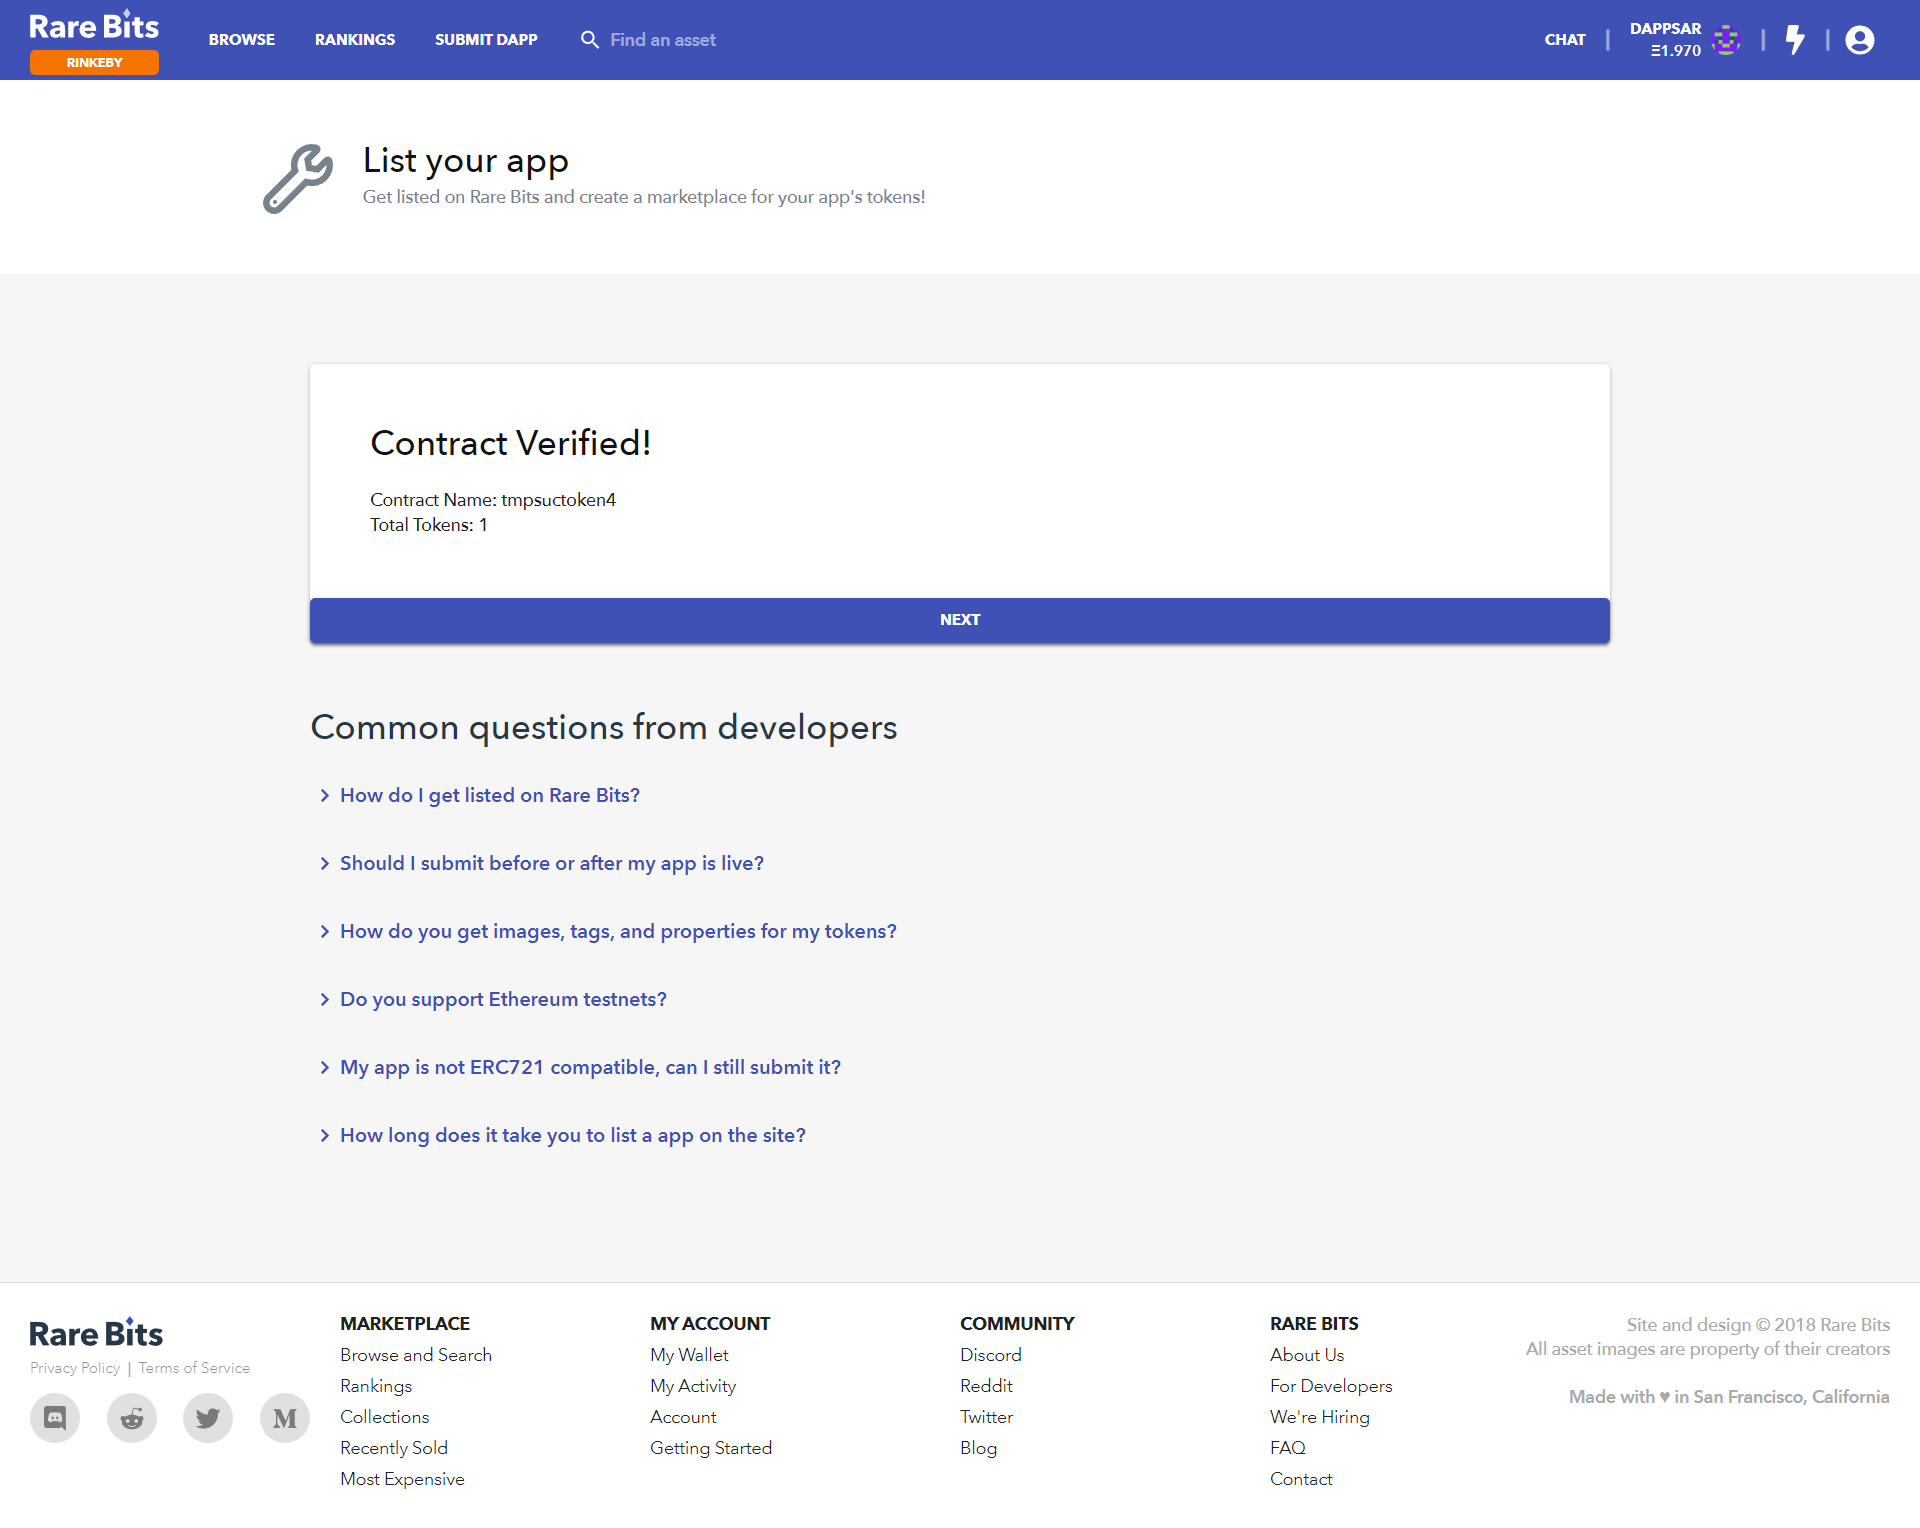 Rare Bits
RINKEBY
BROWSE
RANKINGS
SUBMIT DAPP
Find an asset
CHAT
DAPPSAR
Ξ1.970
List your app
Get listed on Rare Bits and create a marketplace for your app's tokens!
Contract Verified!
Contract Name: tmpsuctoken4
Total Tokens: 1
NEXT
Common questions from developers
How do I get listed on Rare Bits?
Should I submit before or after my app is live?
How do you get images, tags, and properties for my tokens?
Do you support Ethereum testnets?
My app is not ERC721 compatible, can I still submit it?
How long does it take you to list a app on the site?
Rare Bits
Privacy Policy | Terms of Service
M
MARKETPLACE
Browse and Search
Rankings
Collections
Recently Sold
Most Expensive
MY ACCOUNT
My Wallet
My Activity
Account
Getting Started
COMMUNITY
Discord
Reddit
Twitter
Blog
RARE BITS
About Us
For Developers
We're Hiring
FAQ
Contact
Site and design © 2018 Rare Bits
All asset images are property of their creators
Made with ♥ in San Francisco, California